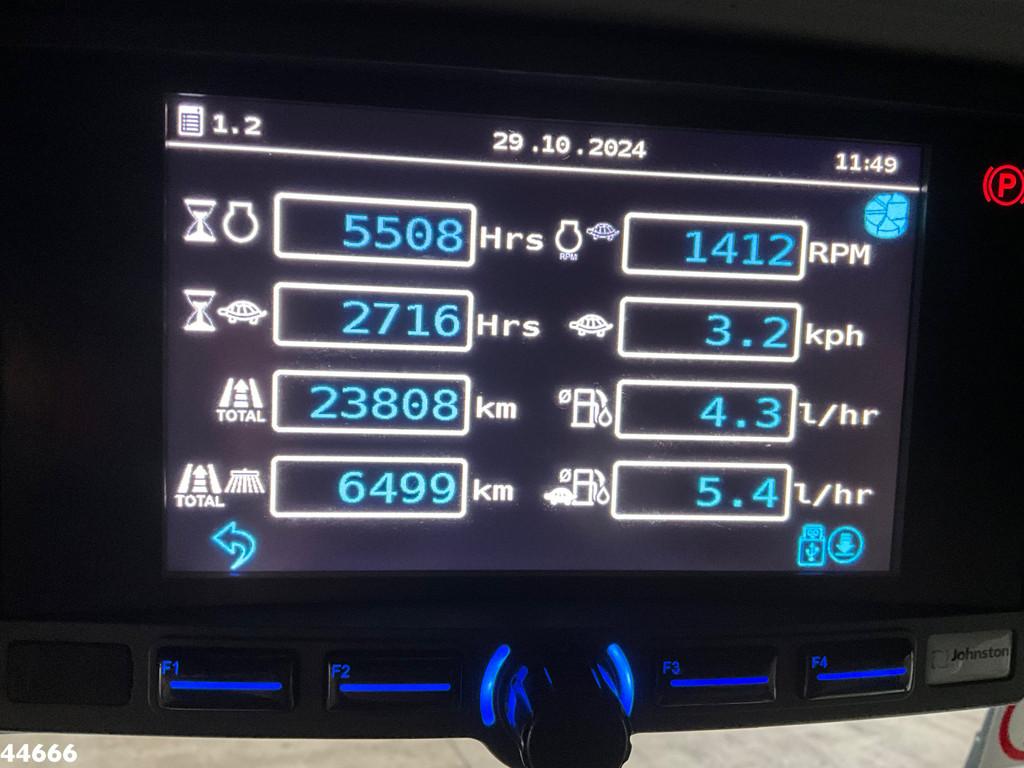 1.2
29.10.2024
11:49
P
5508 Hrs
RPM
1412 RPM
2716 Hrs
3.2 kph
TOTAL
23808 km
Ø
4.3 l/hr
TOTAL
6499 km
Ø
5.4 l/hr
F1
F2
F3
F4
Johnston
44666